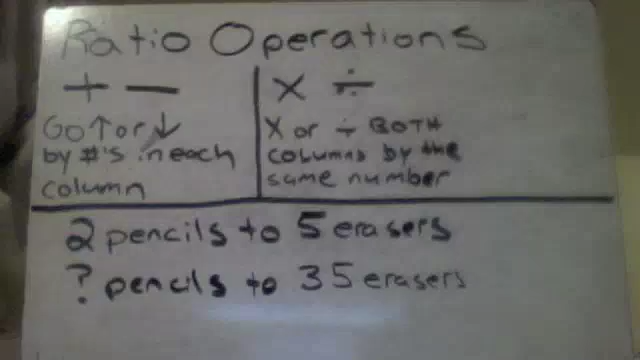 Ratio Operations
+ −
Go ↑ or ↓
by #'s in each
column
X ÷
X or ÷ BOTH
columns by the
same number
2 pencils to 5 erasers
? pencils to 35 erasers